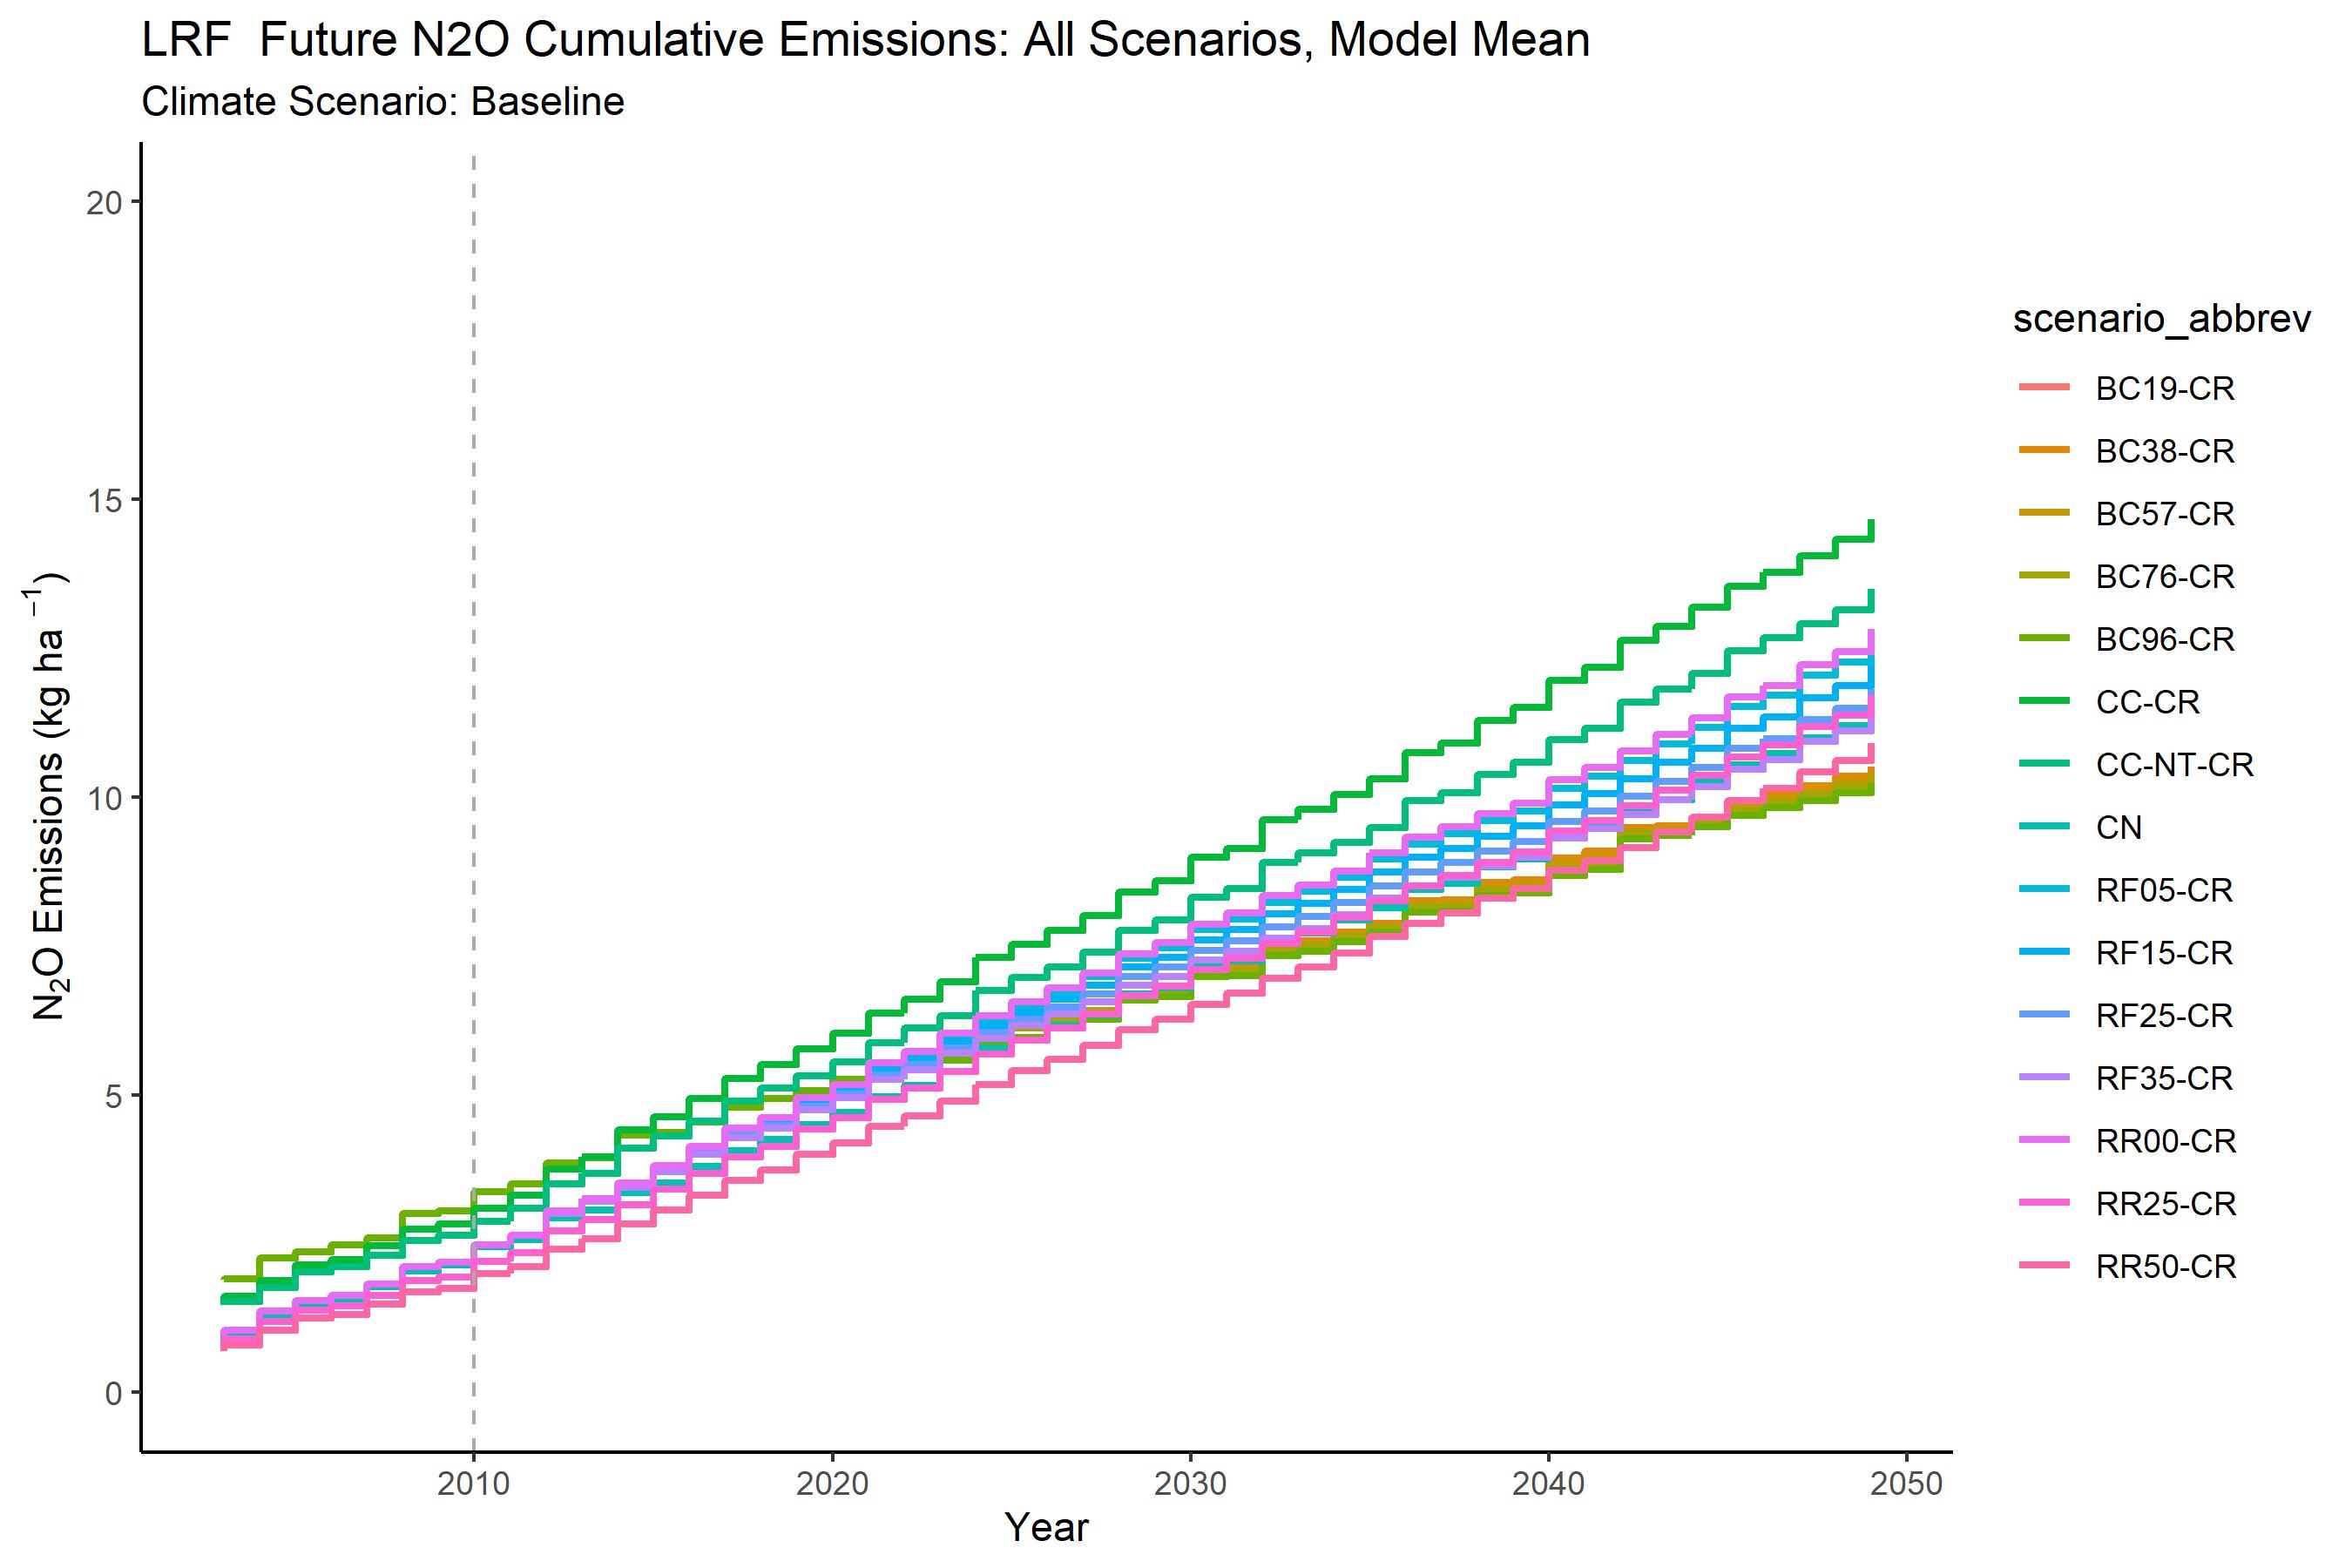 LRF  Future N2O Cumulative Emissions: All Scenarios, Model Mean
Climate Scenario: Baseline
20
15
10
5
0
N₂O Emissions (kg ha ⁻¹)
2010
2020
2030
2040
2050
Year
scenario_abbrev
BC19-CR
BC38-CR
BC57-CR
BC76-CR
BC96-CR
CC-CR
CC-NT-CR
CN
RF05-CR
RF15-CR
RF25-CR
RF35-CR
RR00-CR
RR25-CR
RR50-CR